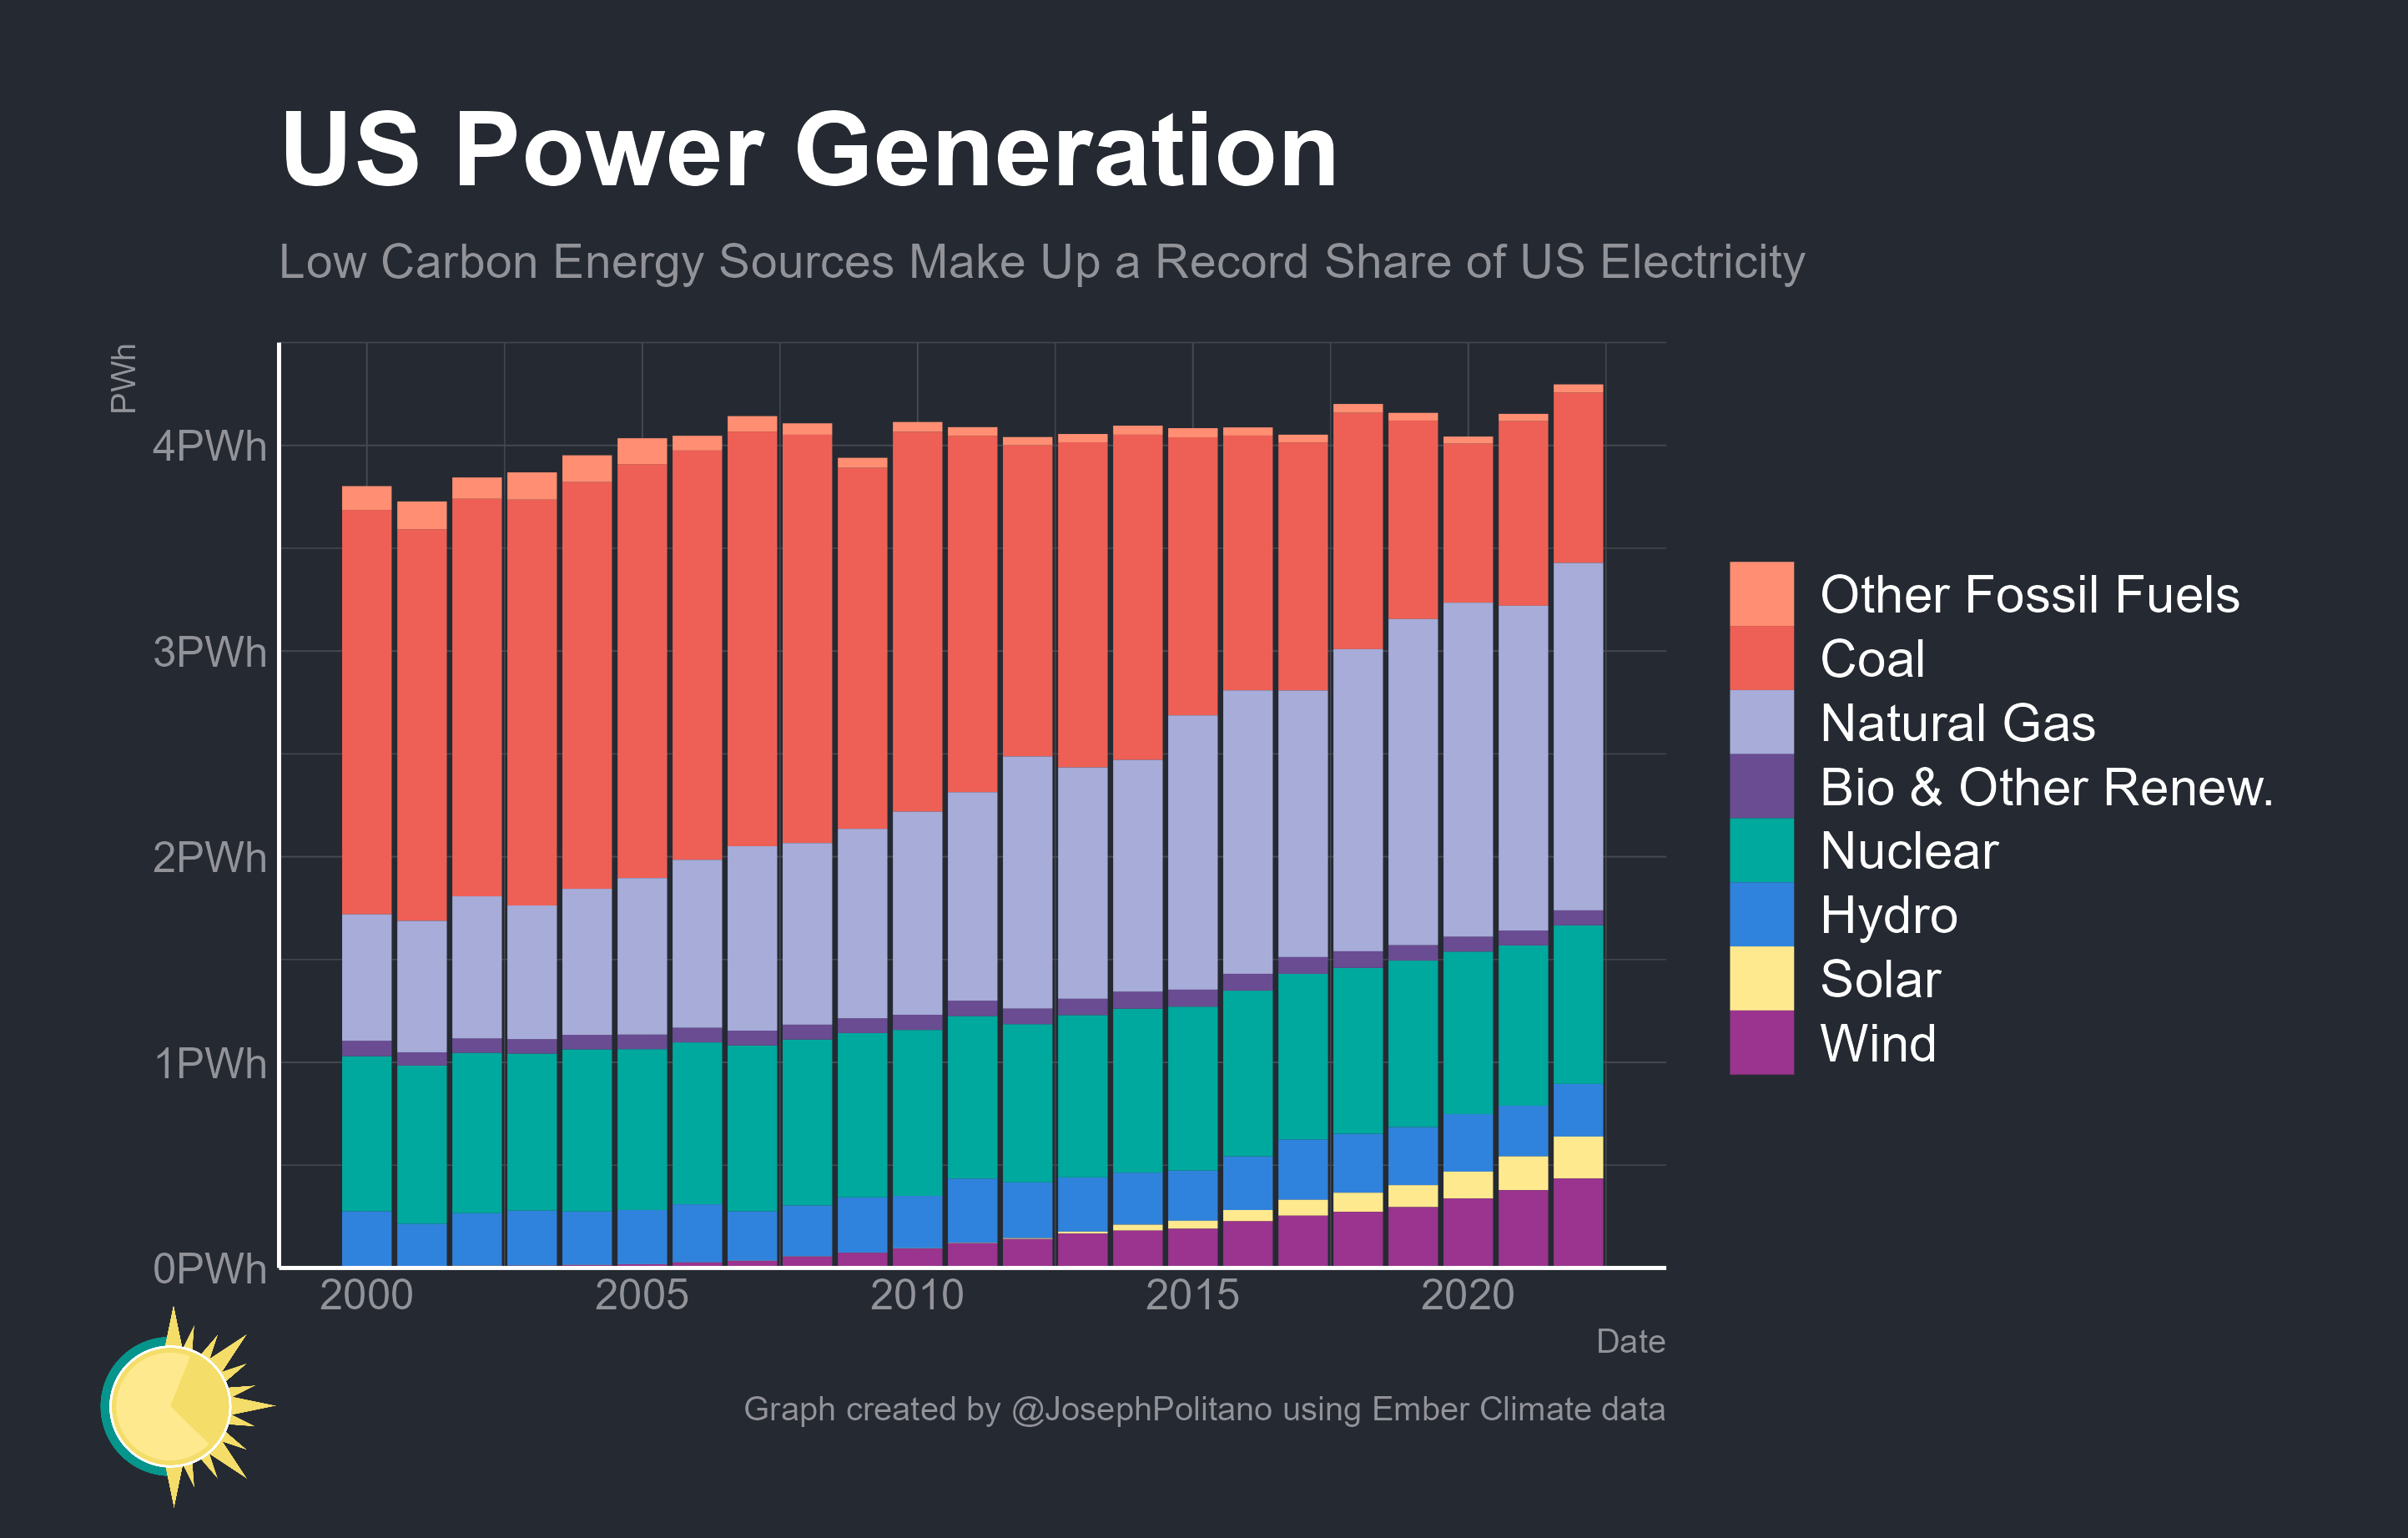 US Power Generation
Low Carbon Energy Sources Make Up a Record Share of US Electricity
PWh
4PWh
3PWh
2PWh
1PWh
0PWh
2000
2005
2010
2015
2020
Date
Other Fossil Fuels
Coal
Natural Gas
Bio & Other Renew.
Nuclear
Hydro
Solar
Wind
Graph created by @JosephPolitano using Ember Climate data